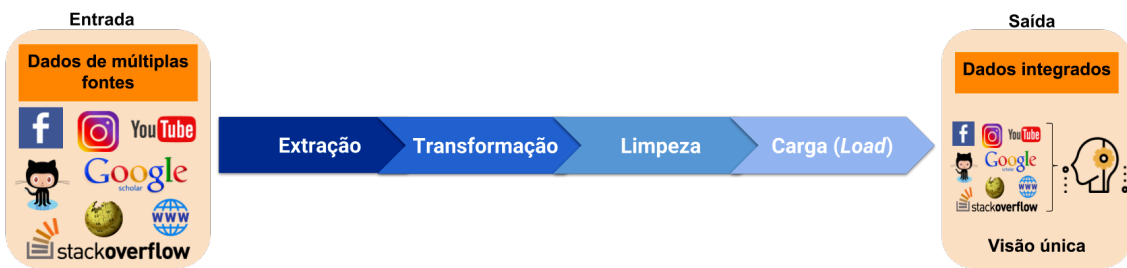 Entrada
Dados de múltiplas
fontes
f
YouTube
Google
scholar
WWW
stackoverflow
Extração
Transformação
Limpeza
Carga (Load)
Saída
Dados integrados
f
YouTube
Google
scholar
WWW
stackoverflow
Visão única